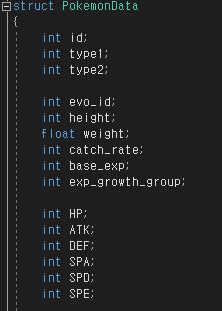 struct PokemonData
{
int id;
int type1;
int type2;
int evo_id;
int height;
float weight;
int catch_rate;
int base_exp;
int exp_growth_group;
int HP;
int ATK;
int DEF;
int SPA;
int SPD;
int SPE;